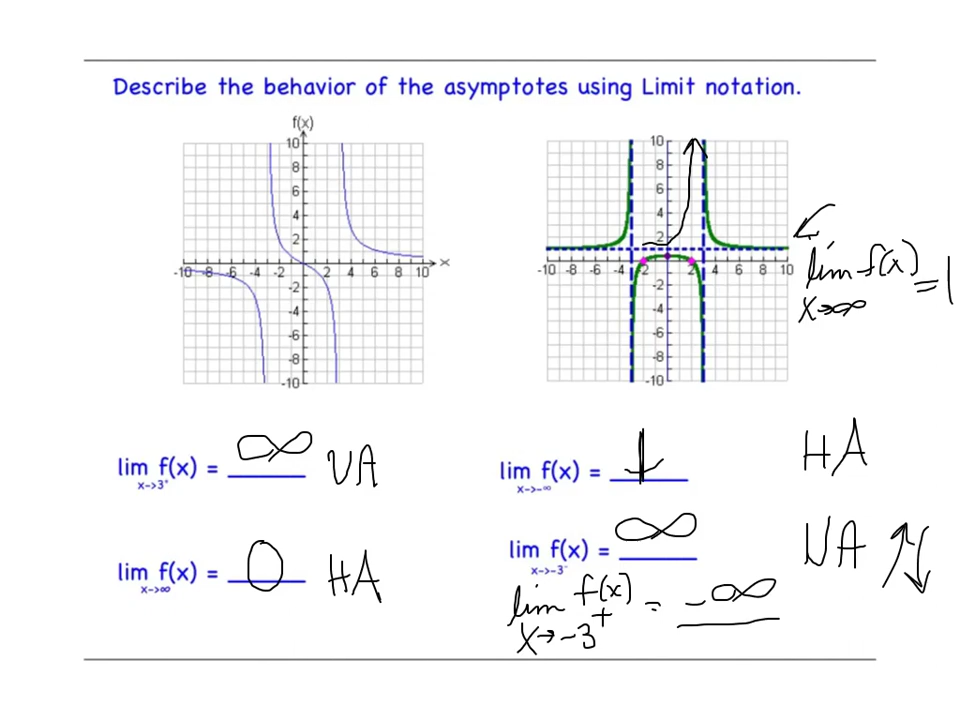 Describe the behavior of the asymptotes using Limit notation.
f(x)
10
8
6
4
2
-10 -8 -6 -4 -2 2 4 6 8 10 x
-2
-4
-6
-8
-10
10
8
6
4
2
-10 -8 -6 -4 -2 2 4 6 8 10
-2
-4
-6
-8
-10
lim f(x) = 1
x→∞
lim f(x) = ∞ VA
x->3⁺
lim f(x) = 0 HA
x->∞
lim f(x) = 1 HA
x->-∞
lim f(x) = ∞ VA ↑↓
x->-3⁻
lim f(x) = -∞
x→-3⁺